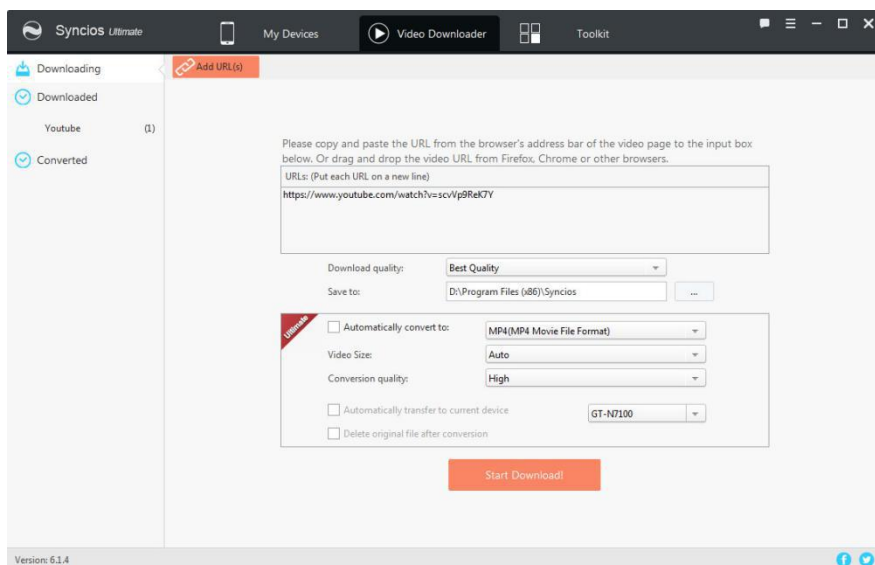 Syncios Ultimate
My Devices
Video Downloader
Toolkit
Downloading
Add URL(s)
Downloaded
Youtube (1)
Converted
Please copy and paste the URL from the browser's address bar of the video page to the input box
below. Or drag and drop the video URL from Firefox, Chrome or other browsers.
URLs: (Put each URL on a new line)
https://www.youtube.com/watch?v=scvVp9ReK7Y
Download quality: Best Quality
Save to: D:\Program Files (x86)\Syncios ...
Ultimate
Automatically convert to: MP4(MP4 Movie File Format)
Video Size: Auto
Conversion quality: High
Automatically transfer to current device GT-N7100
Delete original file after conversion
Start Download!
Version: 6.1.4